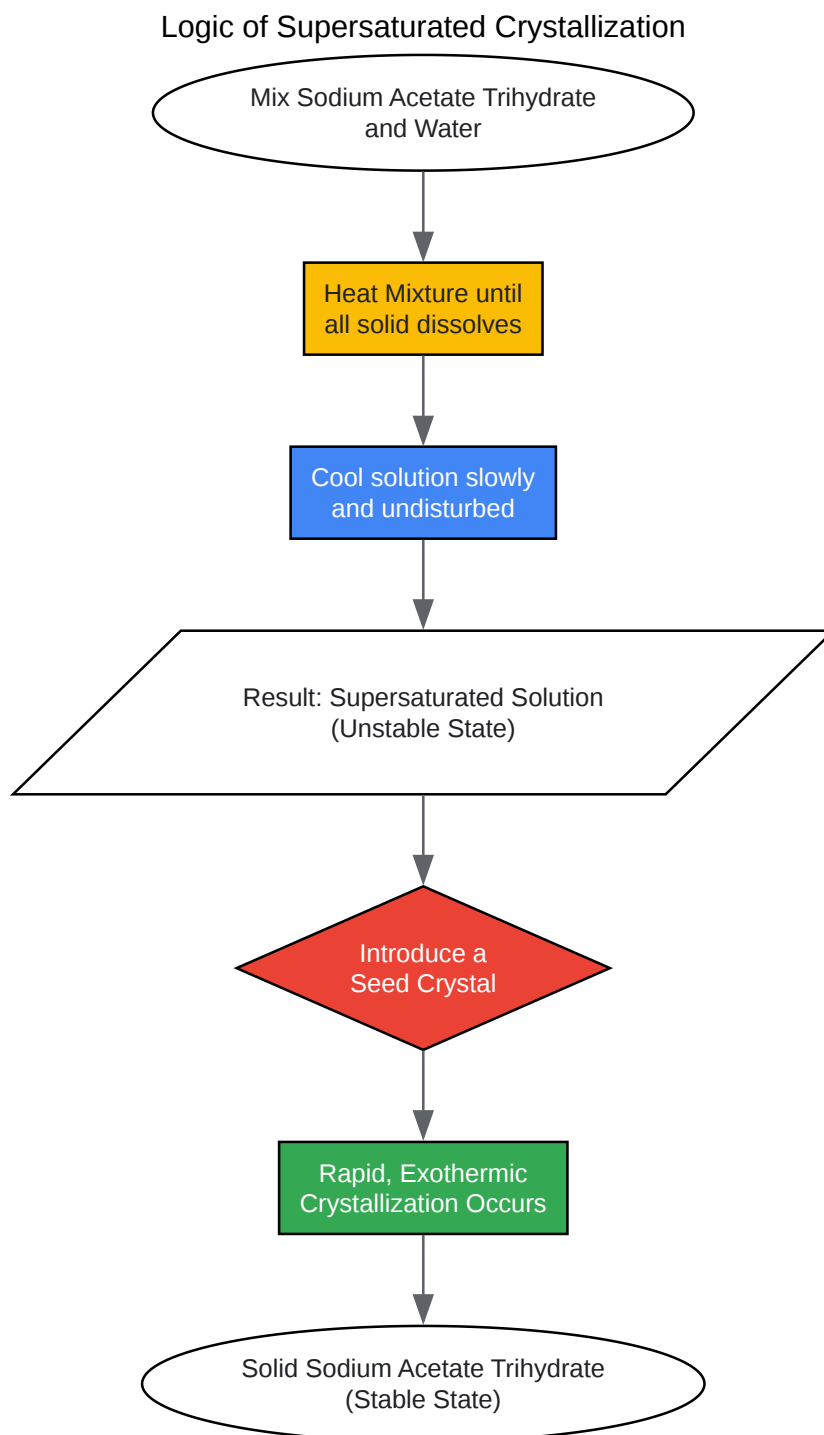 Logic of Supersaturated Crystallization
Mix Sodium Acetate Trihydrate
and Water
Heat Mixture until
all solid dissolves
Cool solution slowly
and undisturbed
Result: Supersaturated Solution
(Unstable State)
Introduce a
Seed Crystal
Rapid, Exothermic
Crystallization Occurs
Solid Sodium Acetate Trihydrate
(Stable State)